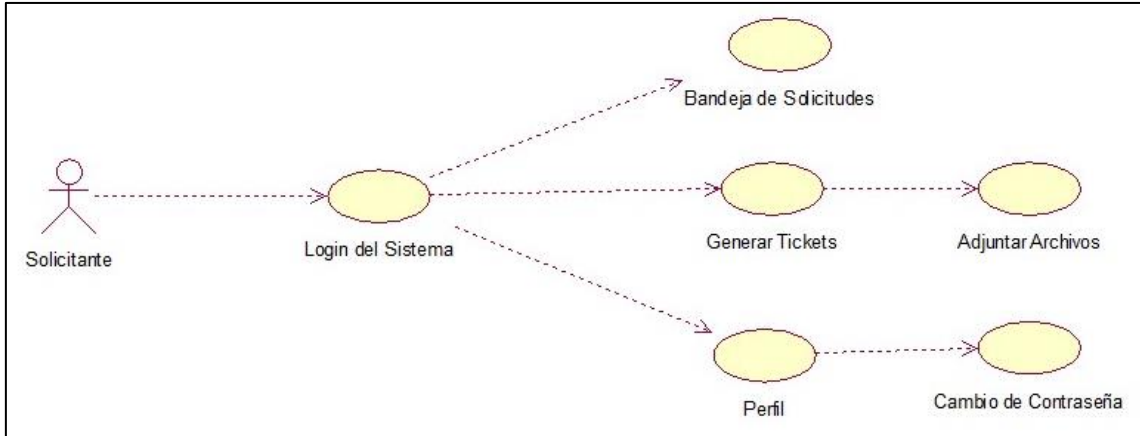 Bandeja de Solicitudes
Solicitante
Login del Sistema
Generar Tickets
Adjuntar Archivos
Perfil
Cambio de Contraseña